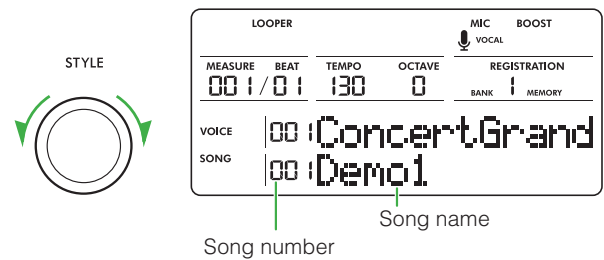 STYLE
LOOPER
MIC BOOST
VOCAL
MEASURE BEAT TEMPO OCTAVE REGISTRATION
001/01 130 0 BANK 1 MEMORY
VOICE 001 ConcertGrand
SONG 001 Demo1
Song name
Song number